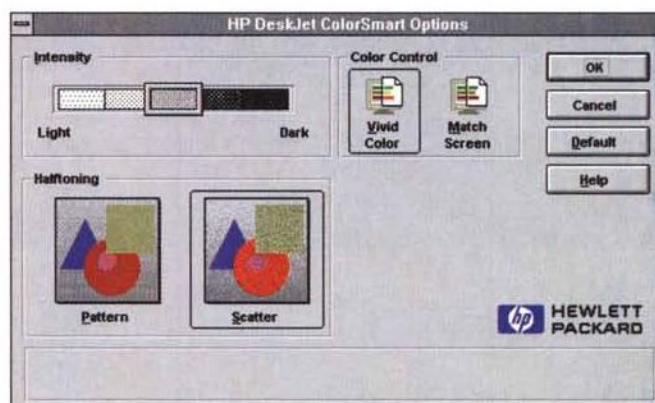 HP DeskJet ColorSmart Options
Intensity
Light
Dark
Color Control
Vivid
Color
Match
Screen
OK
Cancel
Default
Help
Halftoning
Pattern
Scatter
hp
HEWLETT
PACKARD